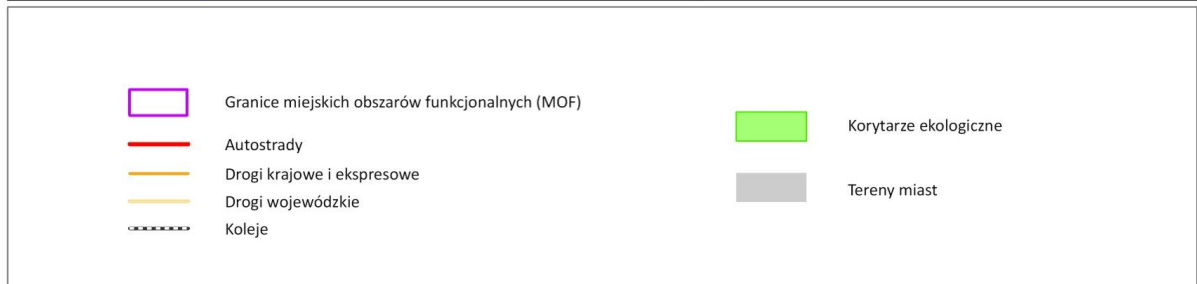 Granice miejskich obszarów funkcjonalnych (MOF)
Autostrady
Drogi krajowe i ekspresowe
Drogi wojewódzkie
Koleje
Korytarze ekologiczne
Tereny miast